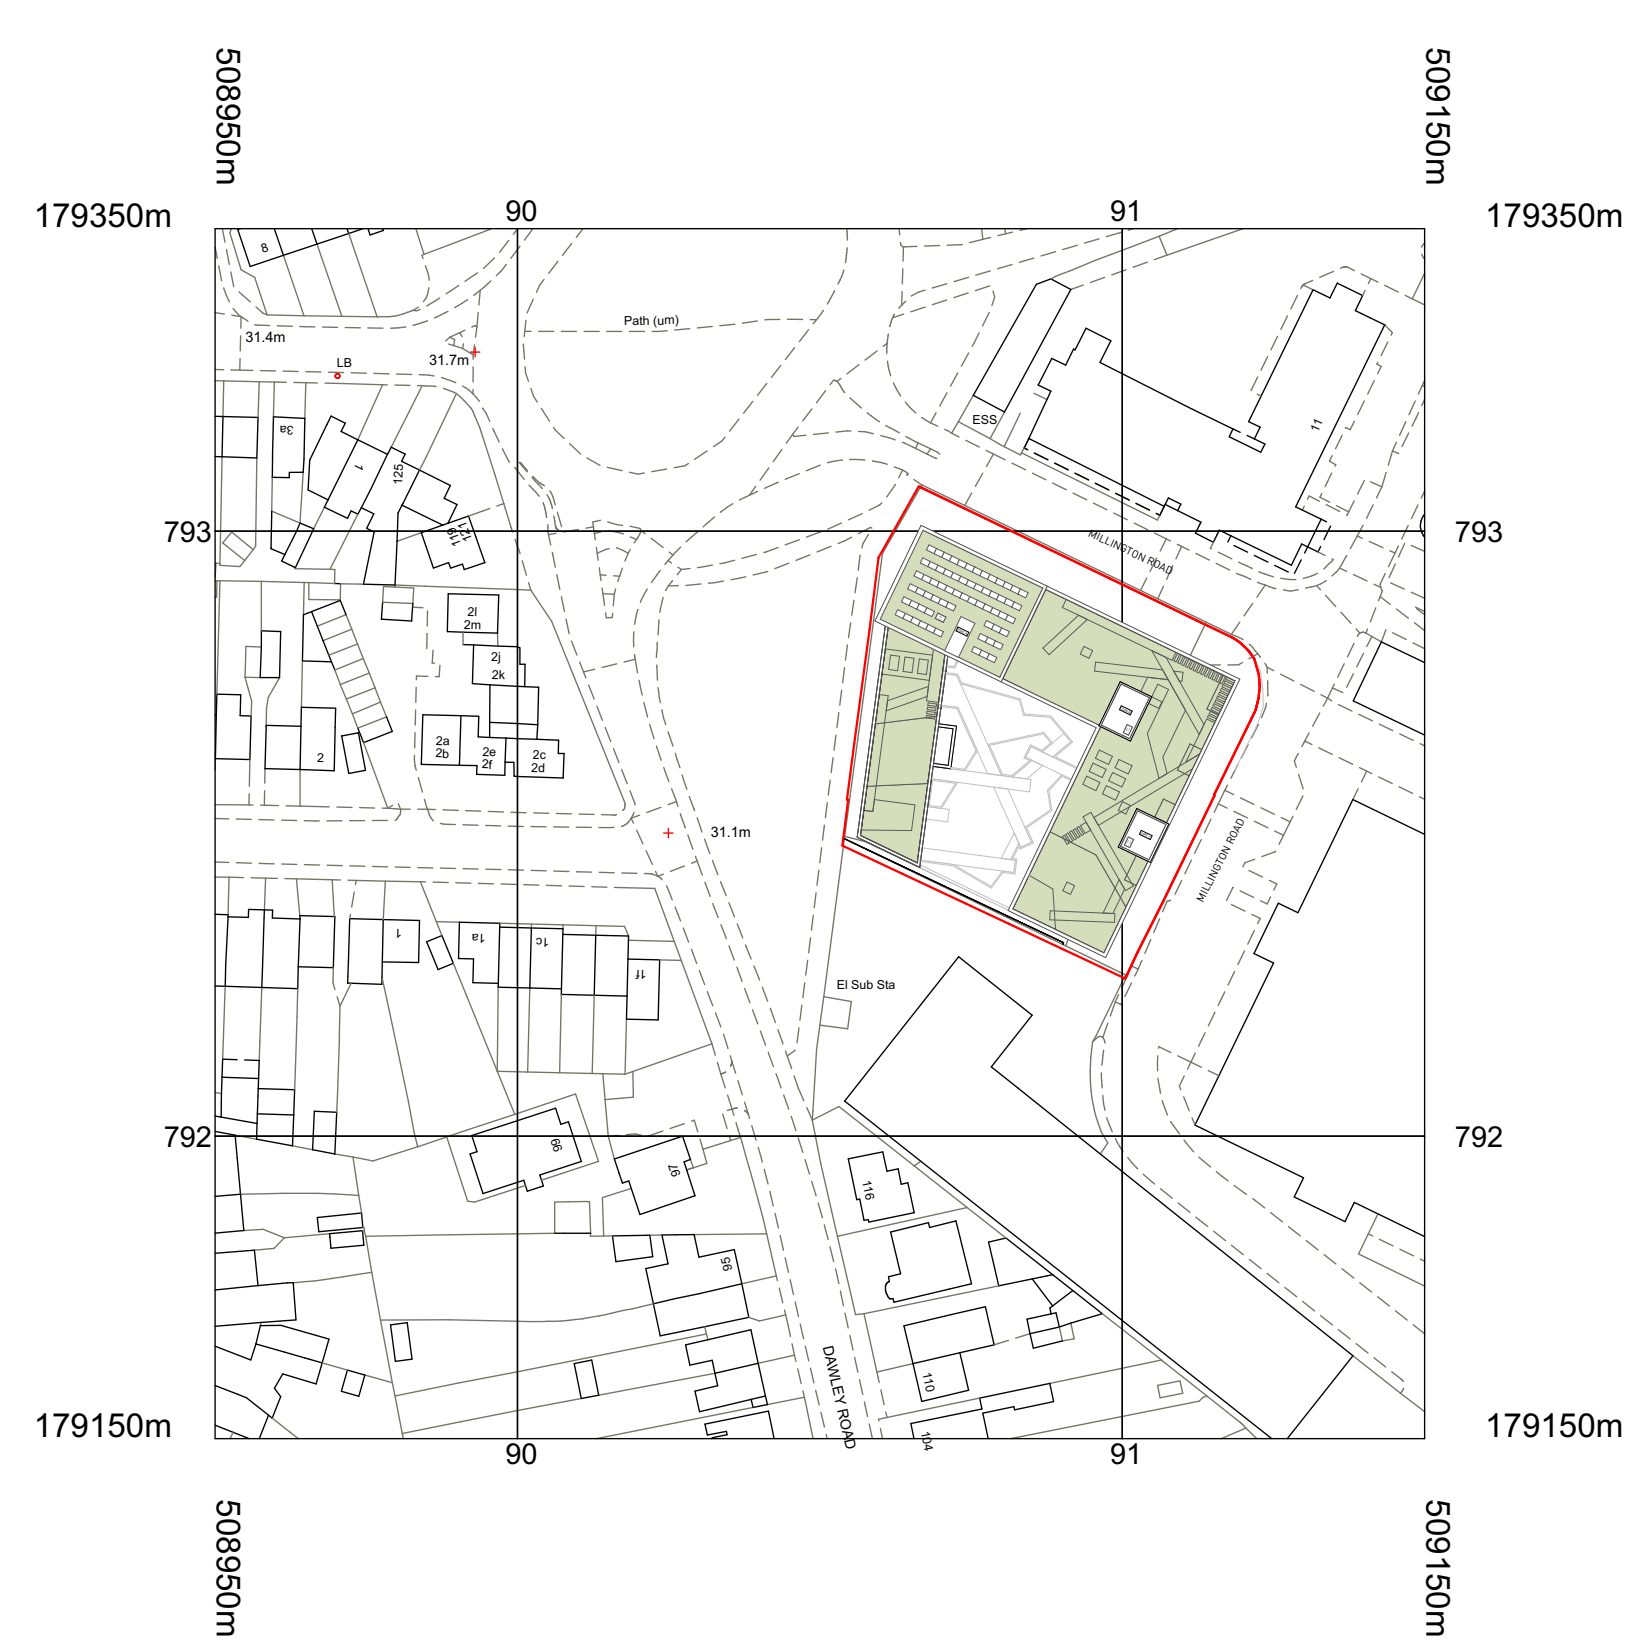 508950m
509150m
179350m
90
91
179350m
8
31.4m
Path (um)
LB
31.7m
3a
1
125
ESS
11
119
121
793
793
MILLINGTON ROAD
2l
2m
2j
2k
2
2a
2b
2e
2f
2c
2d
31.1m
MILLINGTON ROAD
1
1a
1c
1f
El Sub Sta
792
792
99
97
116
95
110
DAWLEY ROAD
104
179150m
90
91
179150m
508950m
509150m